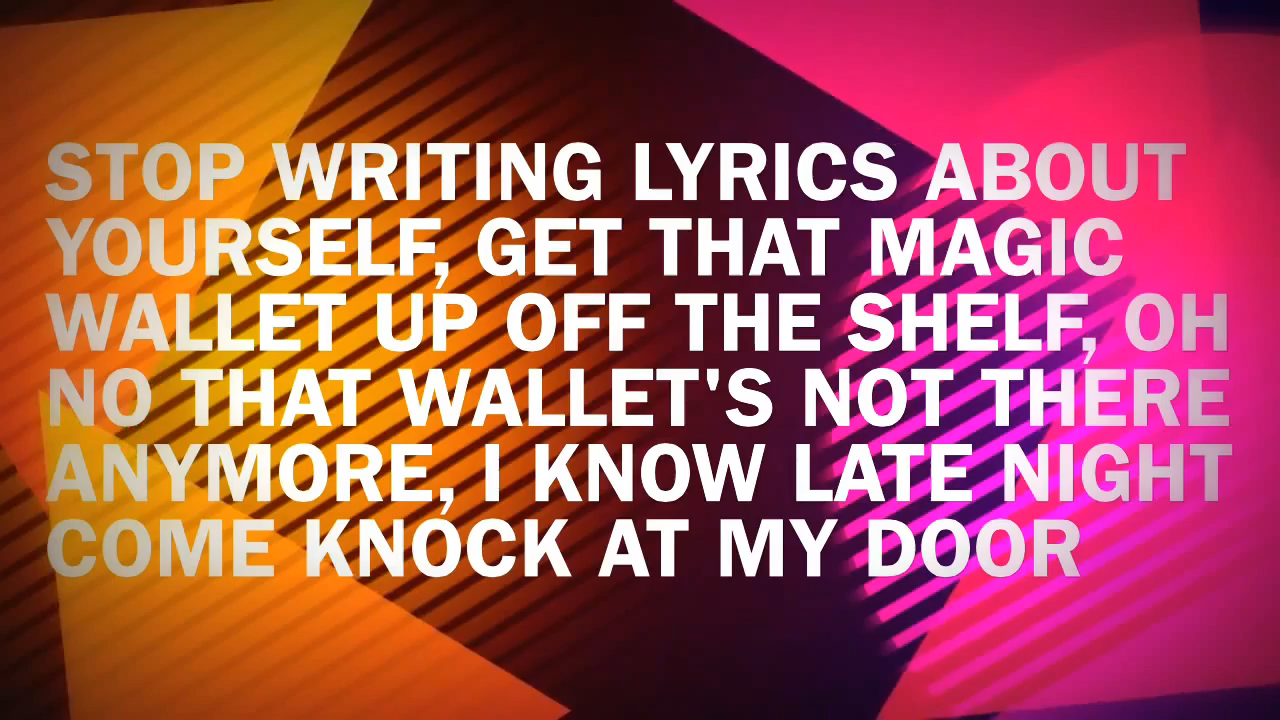 STOP WRITING LYRICS ABOUT
YOURSELF, GET THAT MAGIC
WALLET UP OFF THE SHELF, OH
NO THAT WALLET'S NOT THERE
ANYMORE, I KNOW LATE NIGHT
COME KNOCK AT MY DOOR